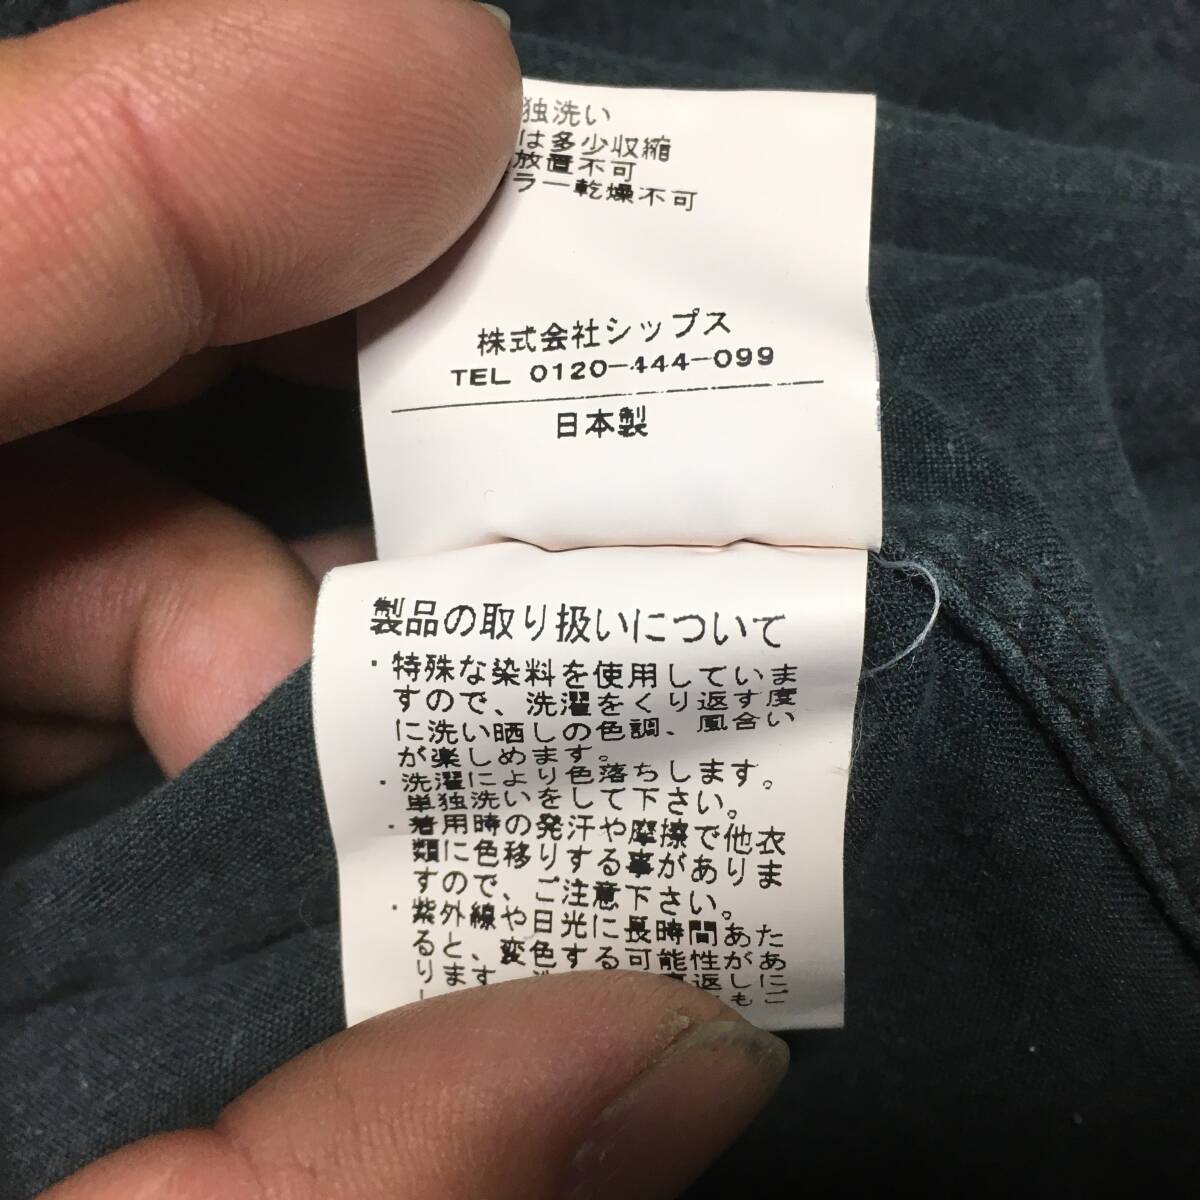 独洗い
は多少収縮
放置不可
ラー乾燥不可
株式会社シップス
TEL 0120-444-099
日本製
製品の取り扱いについて
・特殊な染料を使用していま
すので、洗濯をくり返す度
に洗い晒しの色調、風合い
が楽しめます。
・洗濯により色落ちします。
単独洗いをして下さい。
・着用時の発汗や摩擦で他衣
類に色移りする事がありま
すので、ご注意下さい。
・紫外線や日光に長時間あた
ると、変色する可能性があ
ります
返しに
もご